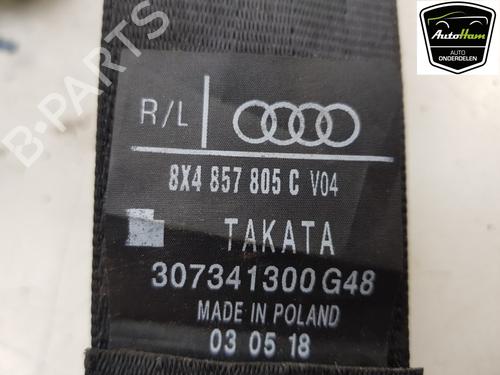 AutoHam
AUTO
ONDERDELEN
B-PARTS
R/L
8X4 857 805 C V04
TAKATA
307341300 G48
MADE IN POLAND
03 05 18